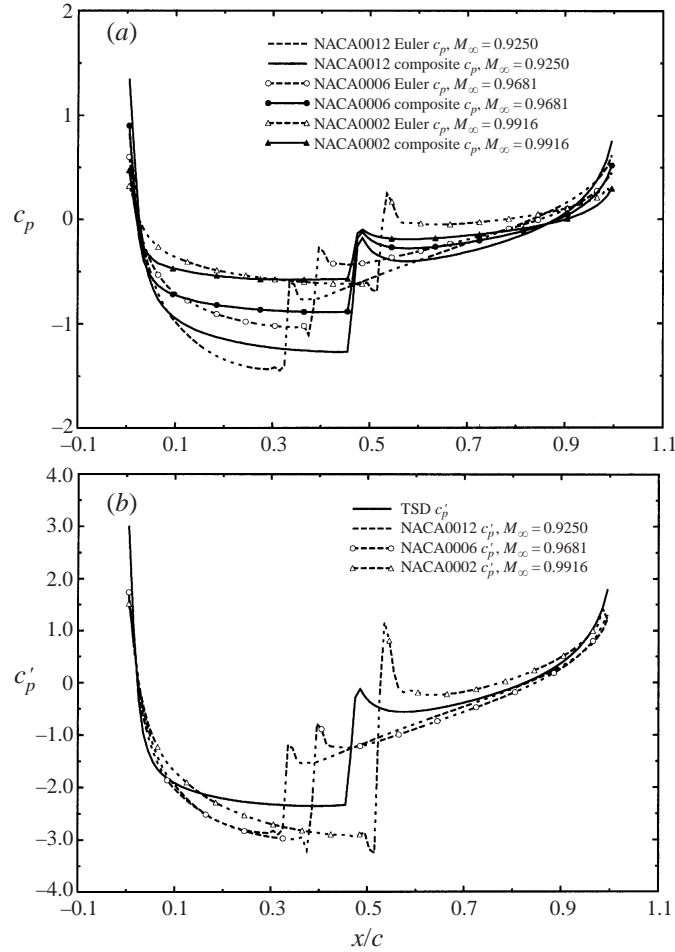 2
(a)
NACA0012 Euler c_p, M_∞ = 0.9250
NACA0012 composite c_p, M_∞ = 0.9250
NACA0006 Euler c_p, M_∞ = 0.9681
NACA0006 composite c_p, M_∞ = 0.9681
NACA0002 Euler c_p, M_∞ = 0.9916
NACA0002 composite c_p, M_∞ = 0.9916
1
c_p
0
–1
–2
–0.1 0.1 0.3 0.5 0.7 0.9 1.1
4.0
(b)
TSD c_p′
NACA0012 c_p′, M_∞ = 0.9250
NACA0006 c_p′, M_∞ = 0.9681
NACA0002 c_p′, M_∞ = 0.9916
3.0
2.0
1.0
c_p′
0
–1.0
–2.0
–3.0
–4.0
–0.1 0.1 0.3 0.5 0.7 0.9 1.1
x/c